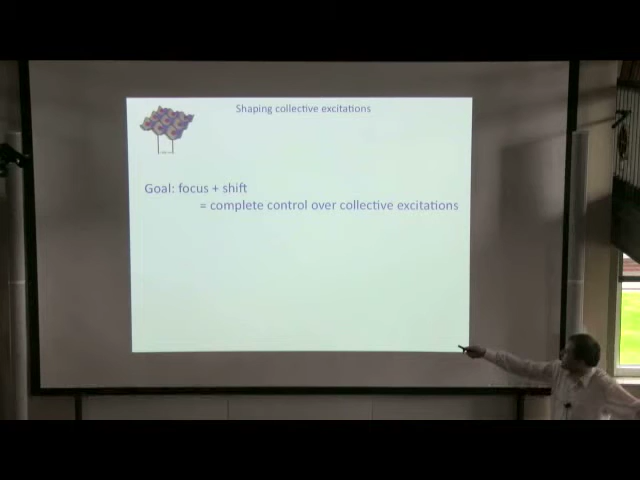 Shaping collective excitations
Goal: focus + shift
= complete control over collective excitations